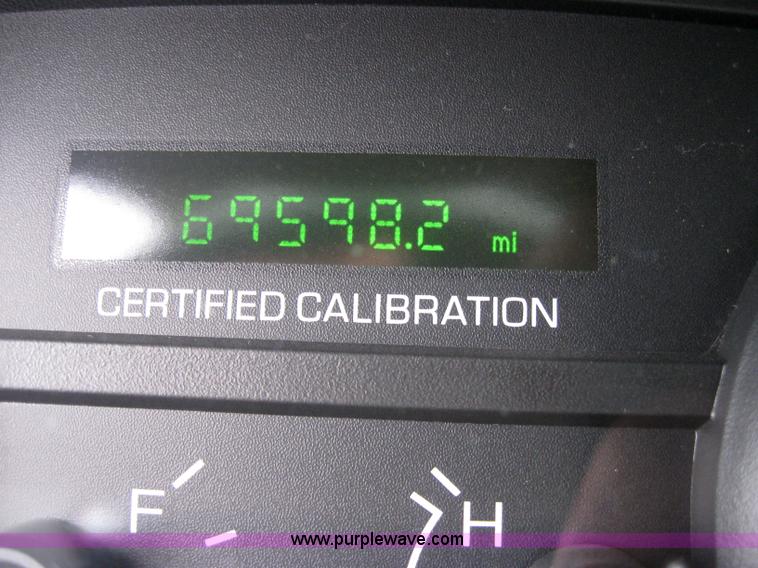 69598.2 mi
CERTIFIED CALIBRATION
F H
www.purplewave.com